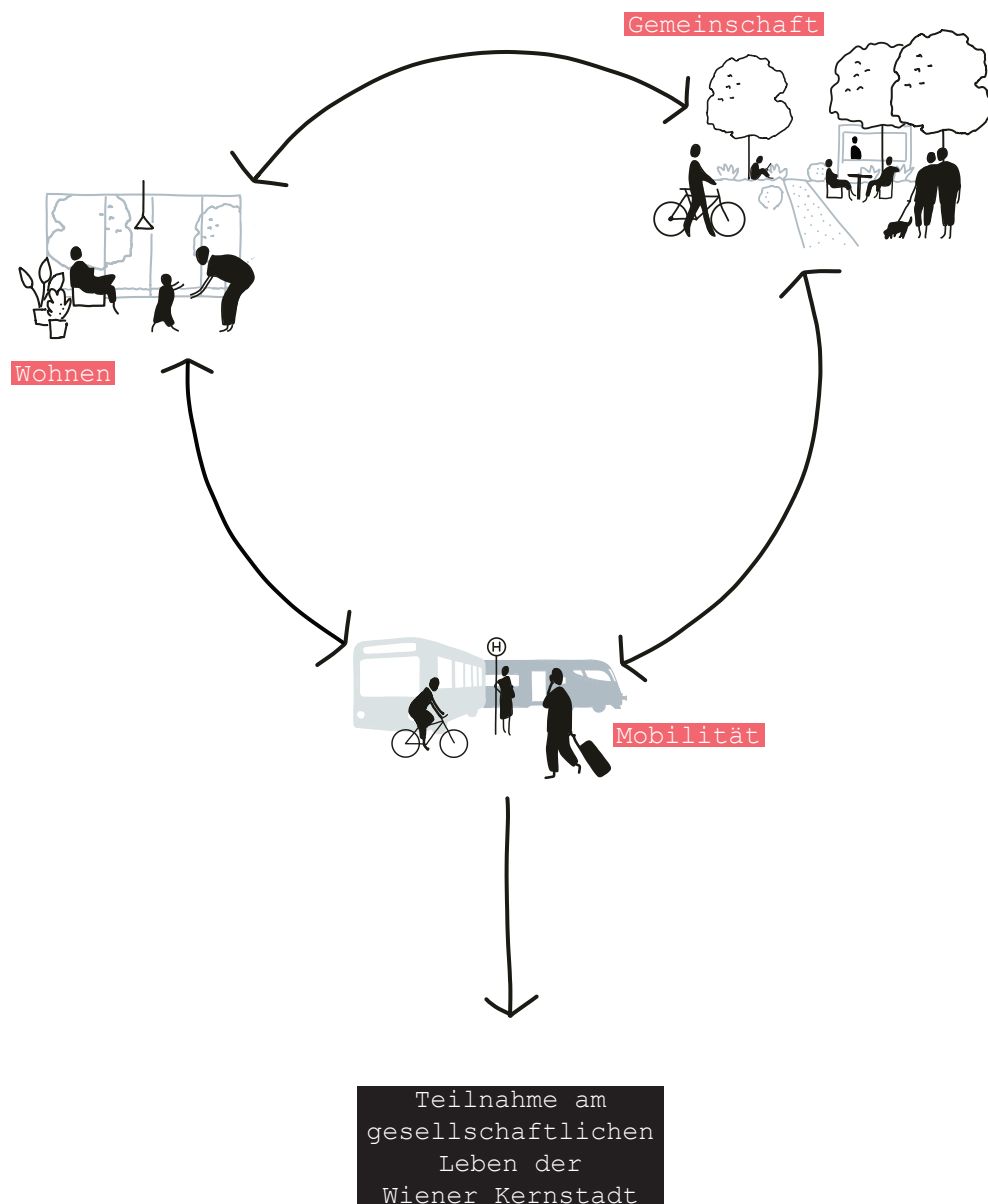 Gemeinschaft
Wohnen
H
Mobilität
Teilnahme am
gesellschaftlichen
Leben der
Wiener Kernstadt